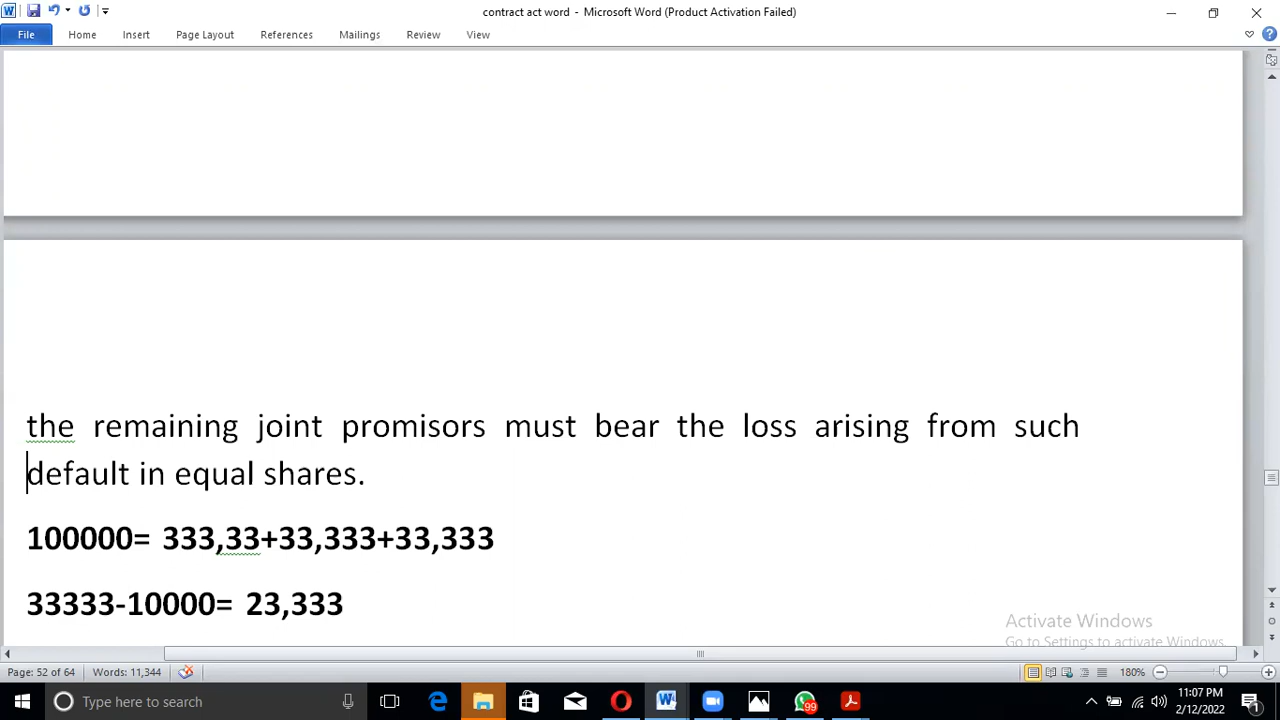 contract act word - Microsoft Word (Product Activation Failed)
File Home Insert Page Layout References Mailings Review View
the remaining joint promisors must bear the loss arising from such
default in equal shares.
100000= 333,33+33,333+33,333
33333-10000= 23,333
Activate Windows
Go to Settings to activate Windows.
Page: 52 of 64 Words: 11,344 180%
Type here to search
99
11:07 PM
2/12/2022
1